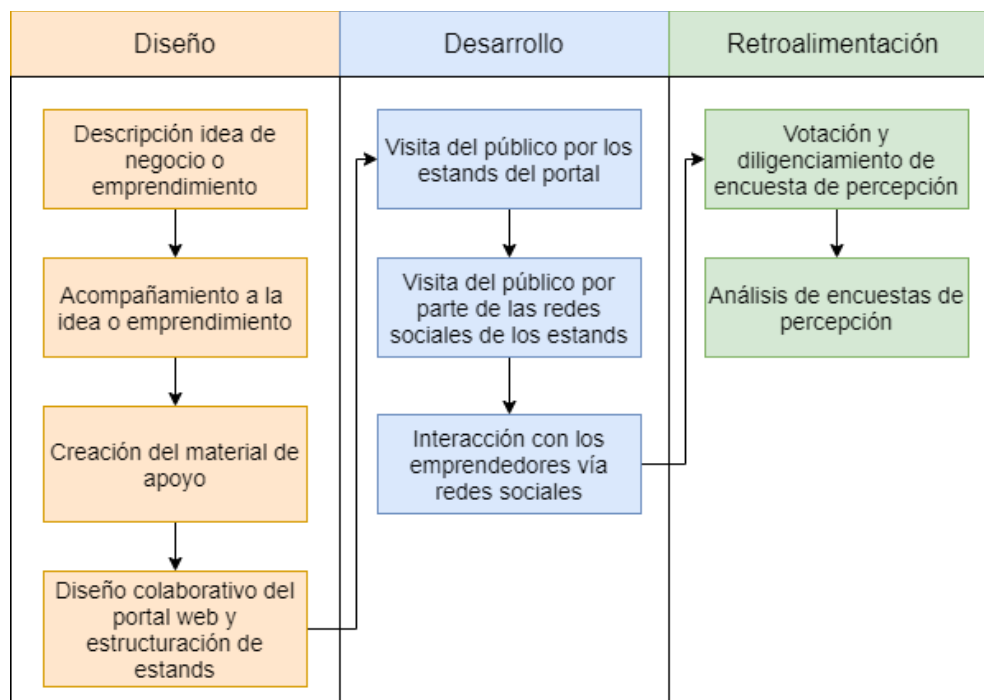 Diseño
Desarrollo
Retroalimentación
Descripción idea de
negocio o
emprendimiento
Acompañamiento a la
idea o emprendimiento
Creación del material de
apoyo
Diseño colaborativo del
portal web y
estructuración de
estands
Visita del público por los
estands del portal
Visita del público por
parte de las redes
sociales de los estands
Interacción con los
emprendedores vía
redes sociales
Votación y
diligenciamiento de
encuesta de percepción
Análisis de encuestas de
percepción